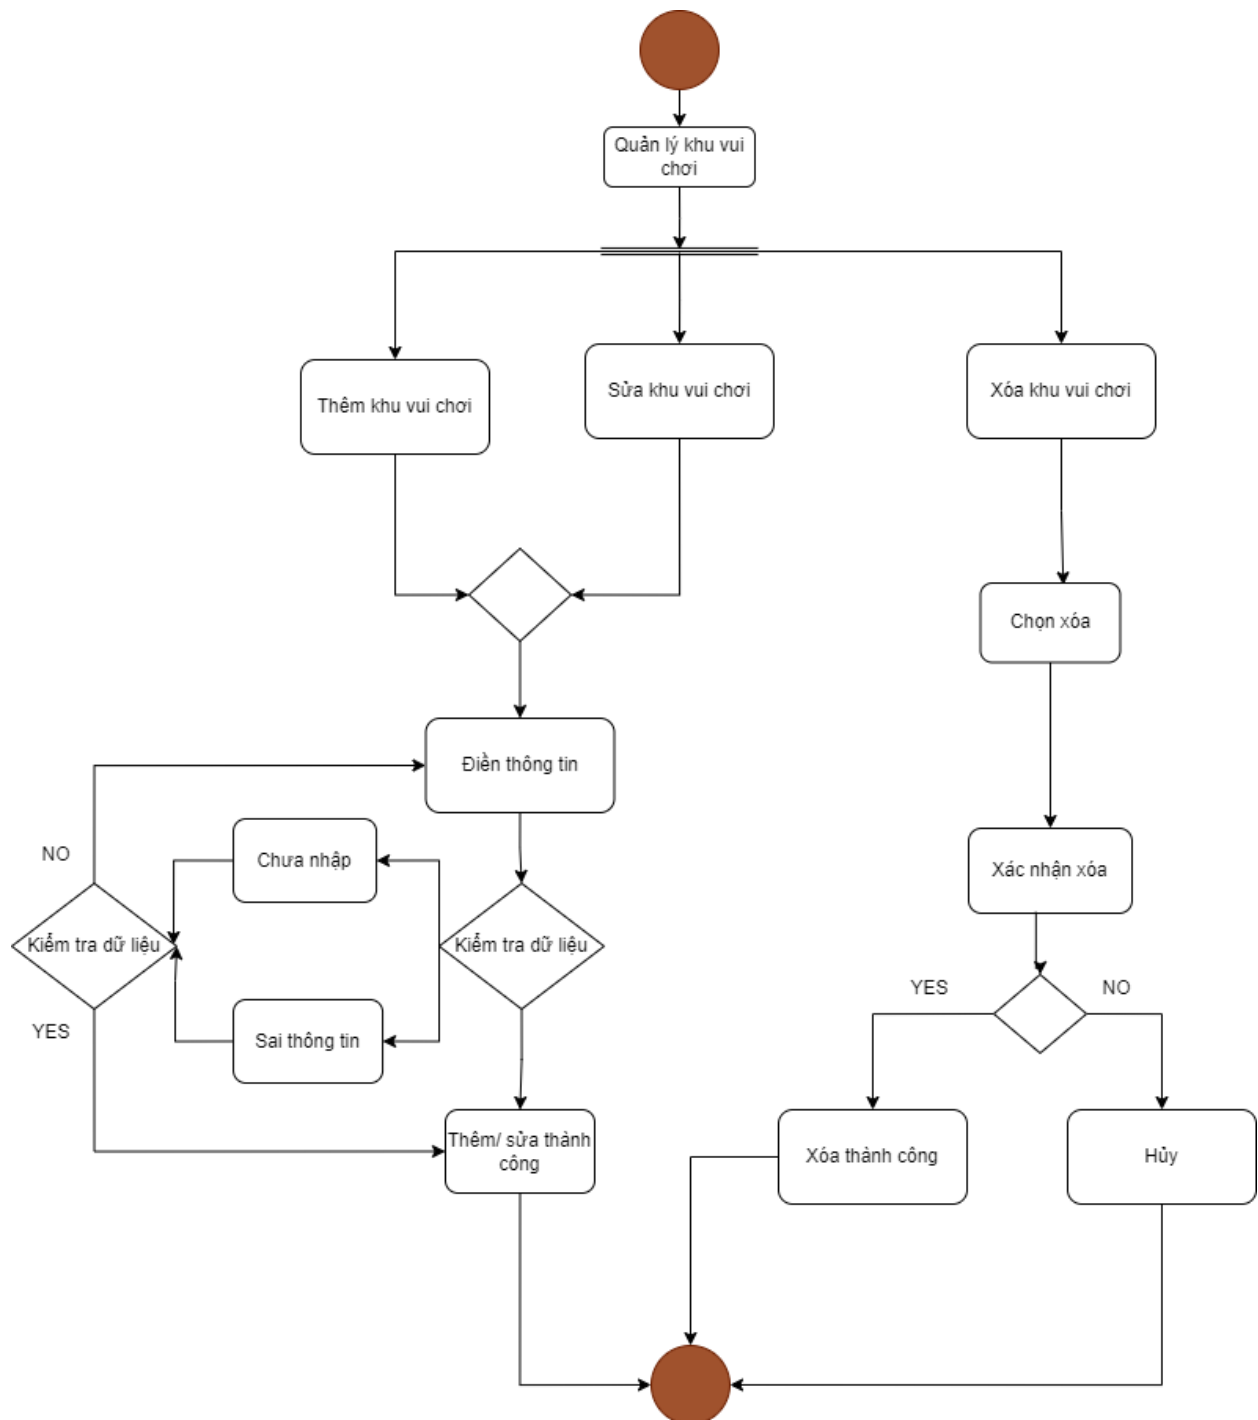 Quản lý khu vui
chơi
Thêm khu vui chơi
Sửa khu vui chơi
Xóa khu vui chơi
Chọn xóa
Điền thông tin
NO
Chưa nhập
Xác nhận xóa
Kiểm tra dữ liệu
Kiểm tra dữ liệu
YES
NO
YES
Sai thông tin
Thêm/ sửa thành
công
Xóa thành công
Hủy